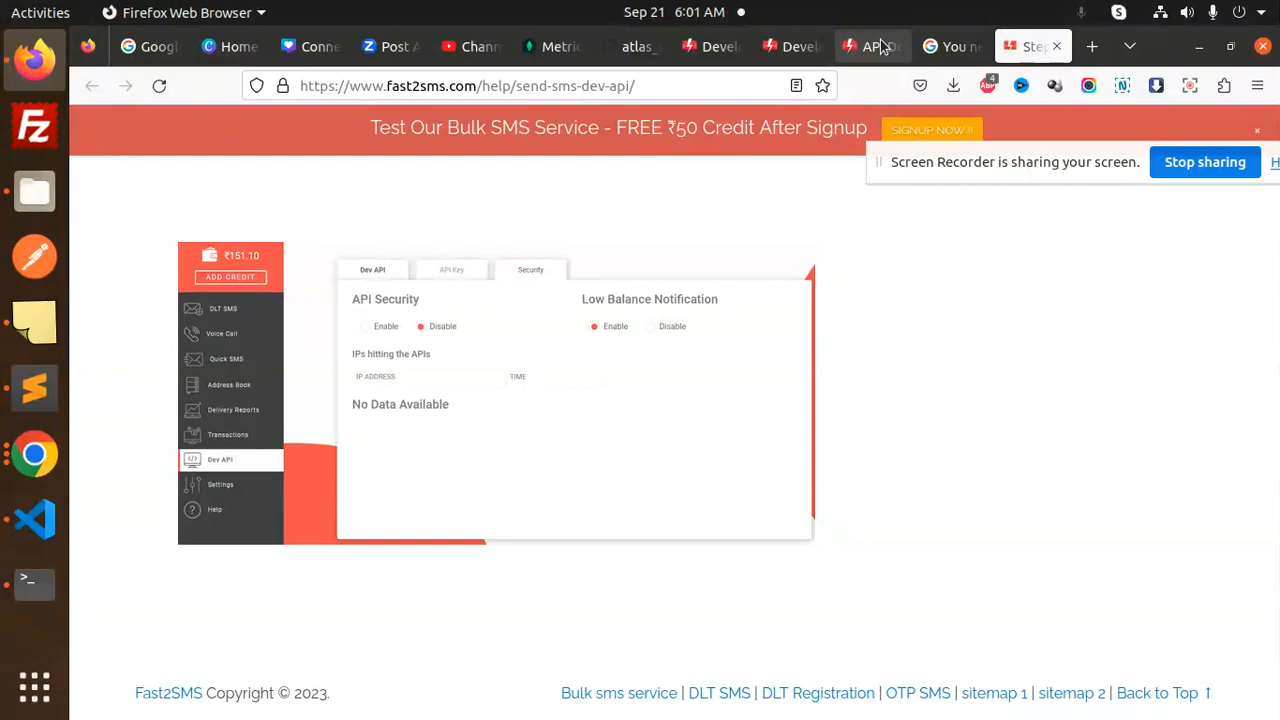 Activities
Firefox Web Browser
Sep 21 6:01 AM
Googl
Home
Conne
Post A
Chann
Metric
atlas_
Devel
Devel
API De
You n
Step
https://www.fast2sms.com/help/send-sms-dev-api/
4
Test Our Bulk SMS Service - FREE ₹50 Credit After Signup
SIGNUP NOW !!
Screen Recorder is sharing your screen.
Stop sharing
H
₹151.10
ADD CREDIT
DLT SMS
Voice Call
Quick SMS
Address Book
Delivery Reports
Transactions
Dev API
Settings
Help
Dev API
API Key
Security
API Security
Low Balance Notification
Enable
Disable
Enable
Disable
IPs hitting the APIs
IP ADDRESS
TIME
No Data Available
Fast2SMS Copyright © 2023.
Bulk sms service | DLT SMS | DLT Registration | OTP SMS | sitemap 1 | sitemap 2 | Back to Top ↑